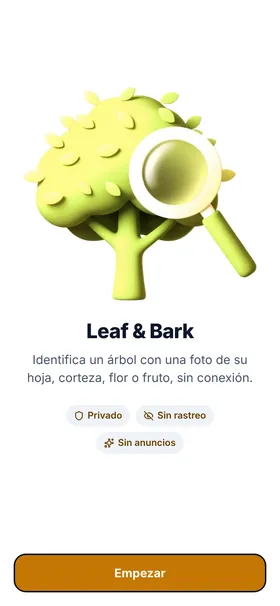 Leaf & Bark
Identifica un árbol con una foto de su
hoja, corteza, flor o fruto, sin conexión.
Privado
Sin rastreo
Sin anuncios
Empezar